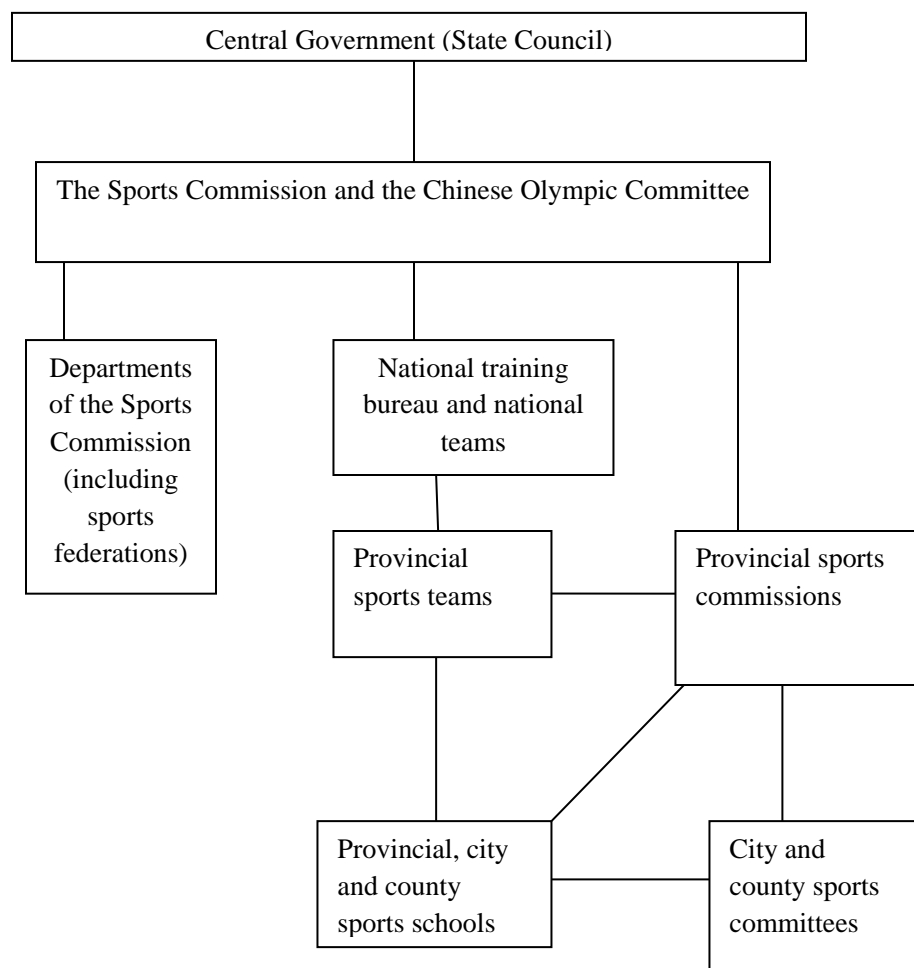 Central Government (State Council)
The Sports Commission and the Chinese Olympic Committee
Departments
of the Sports
Commission
(including
sports
federations)
National training
bureau and national
teams
Provincial
sports teams
Provincial sports
commissions
Provincial, city
and county
sports schools
City and
county sports
committees